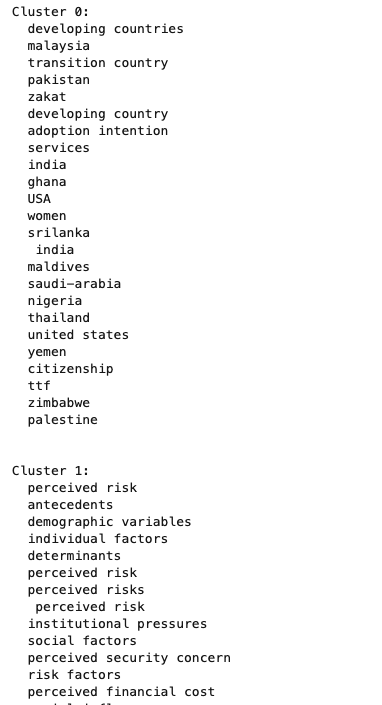 Cluster 0:
developing countries
malaysia
transition country
pakistan
zakat
developing country
adoption intention
services
india
ghana
USA
women
srilanka
india
maldives
saudi-arabia
nigeria
thailand
united states
yemen
citizenship
ttf
zimbabwe
palestine
Cluster 1:
perceived risk
antecedents
demographic variables
individual factors
determinants
perceived risk
perceived risks
perceived risk
institutional pressures
social factors
perceived security concern
risk factors
perceived financial cost